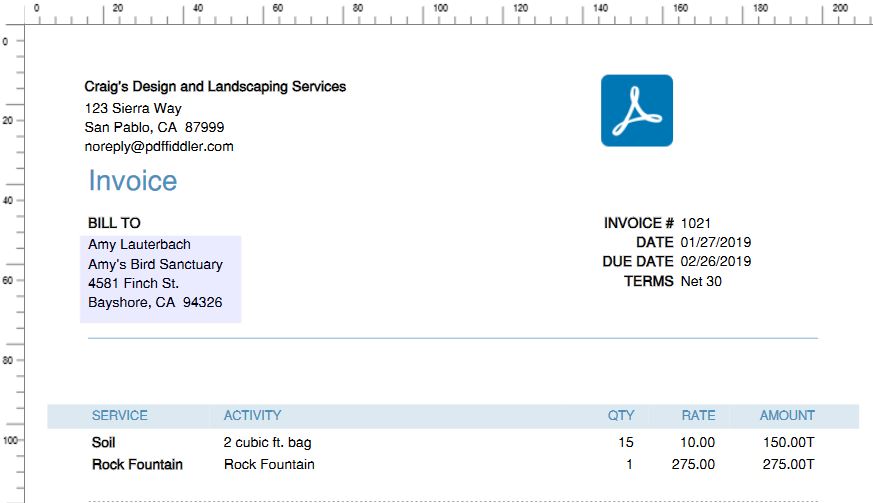 0 20 40 60 80 100 120 140 160 180 200
0
20
40
60
80
100
Craig's Design and Landscaping Services
123 Sierra Way
San Pablo, CA  87999
noreply@pdffiddler.com
Invoice
BILL TO
Amy Lauterbach
Amy's Bird Sanctuary
4581 Finch St.
Bayshore, CA  94326
INVOICE # 1021
DATE 01/27/2019
DUE DATE 02/26/2019
TERMS Net 30
SERVICE ACTIVITY QTY RATE AMOUNT
Soil 2 cubic ft. bag 15 10.00 150.00T
Rock Fountain Rock Fountain 1 275.00 275.00T